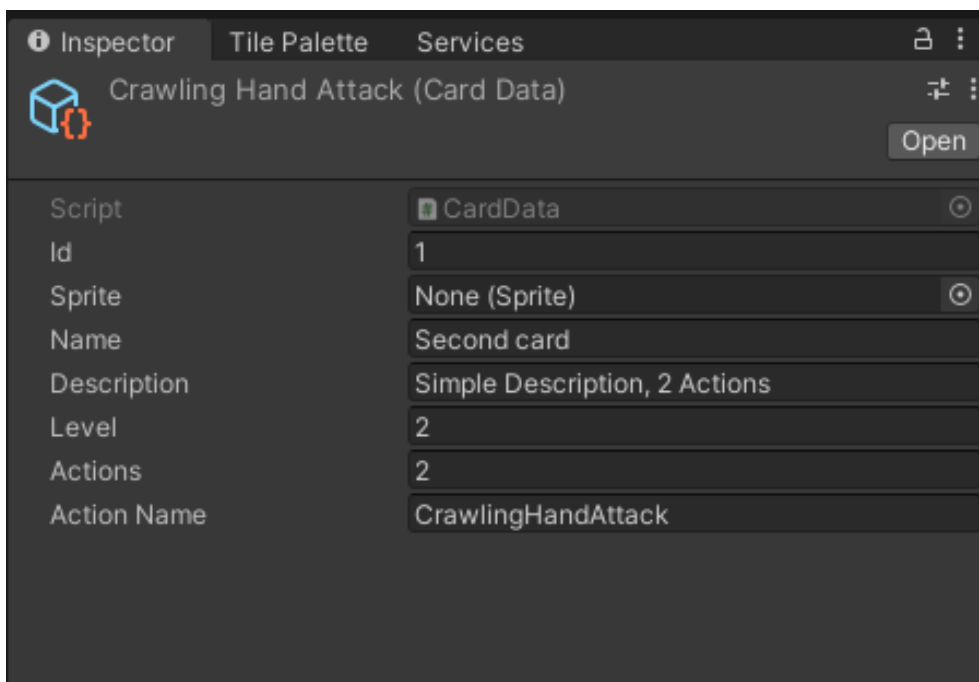 Inspector Tile Palette Services
Crawling Hand Attack (Card Data)
Open
Script CardData
Id 1
Sprite None (Sprite)
Name Second card
Description Simple Description, 2 Actions
Level 2
Actions 2
Action Name CrawlingHandAttack